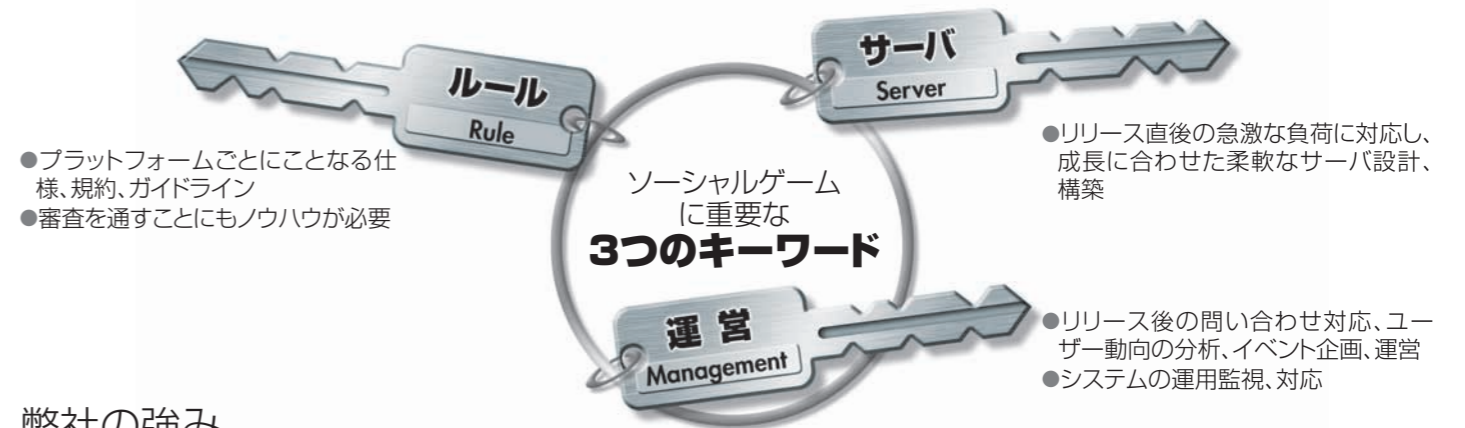 ルール
Rule
●プラットフォームごとにことなる仕
様、規約、ガイドライン
●審査を通すことにもノウハウが必要
サーバ
Server
●リリース直後の急激な負荷に対応し、
成長に合わせた柔軟なサーバ設計、
構築
ソーシャルゲーム
に重要な
3つのキーワード
運営
Management
●リリース後の問い合わせ対応、ユー
ザー動向の分析、イベント企画、運営
●システムの運用監視、対応
弊社の強み